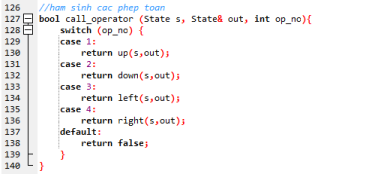 126 //ham sinh cac phep toan
127 bool call_operator (State s, State& out, int op_no){
128 switch (op_no) {
129 case 1:
130 return up(s,out);
131 case 2:
132 return down(s,out);
133 case 3:
134 return left(s,out);
135 case 4:
136 return right(s,out);
137 default:
138 return false;
139 }
140 }